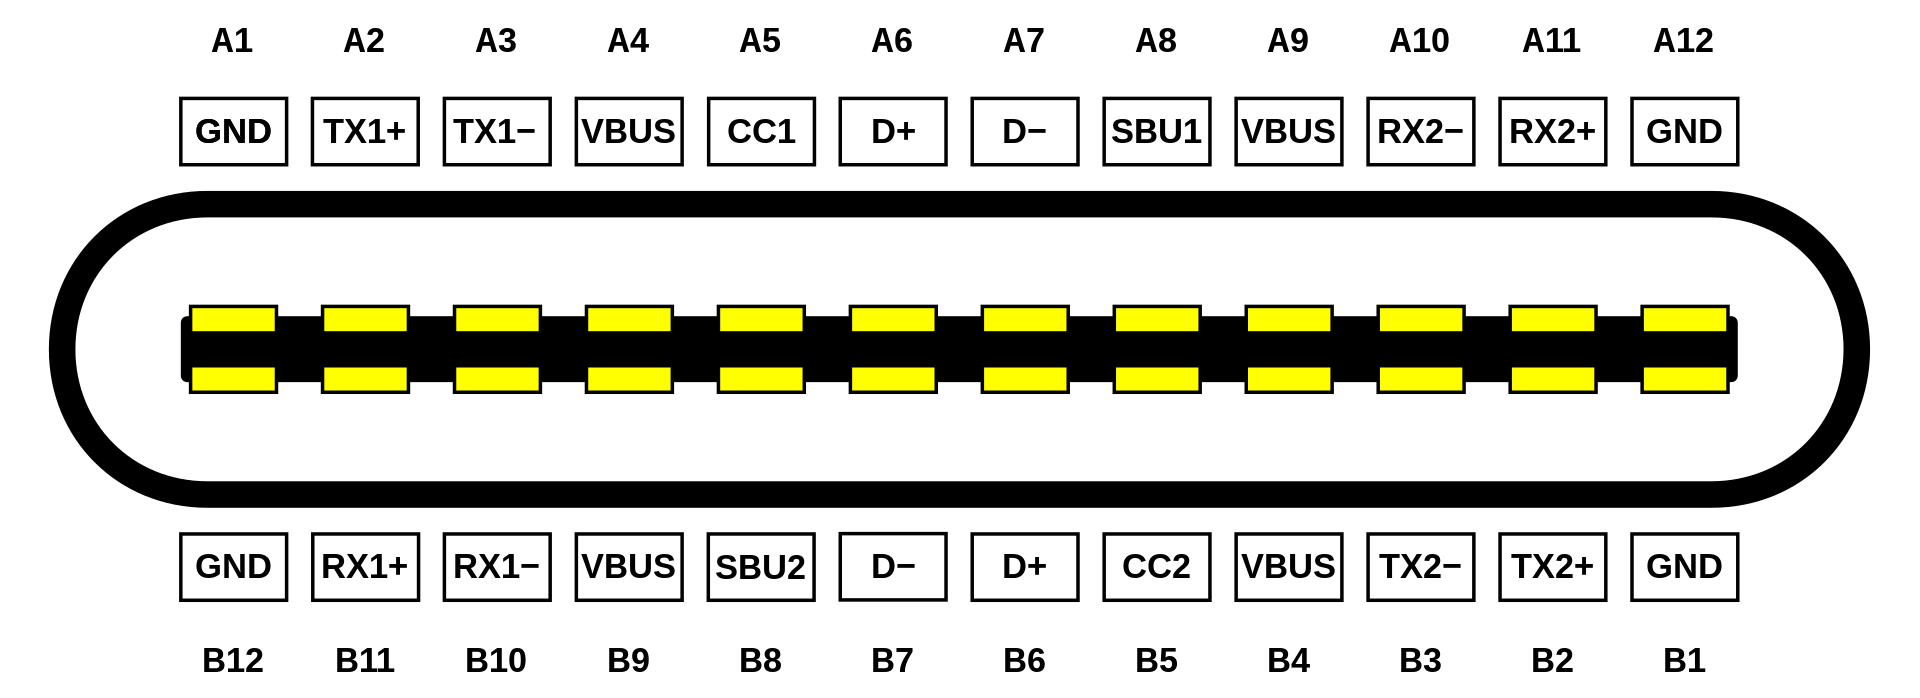 A1 A2 A3 A4 A5 A6 A7 A8 A9 A10 A11 A12
GND TX1+ TX1− VBUS CC1 D+ D− SBU1 VBUS RX2− RX2+ GND
GND RX1+ RX1− VBUS SBU2 D− D+ CC2 VBUS TX2− TX2+ GND
B12 B11 B10 B9 B8 B7 B6 B5 B4 B3 B2 B1